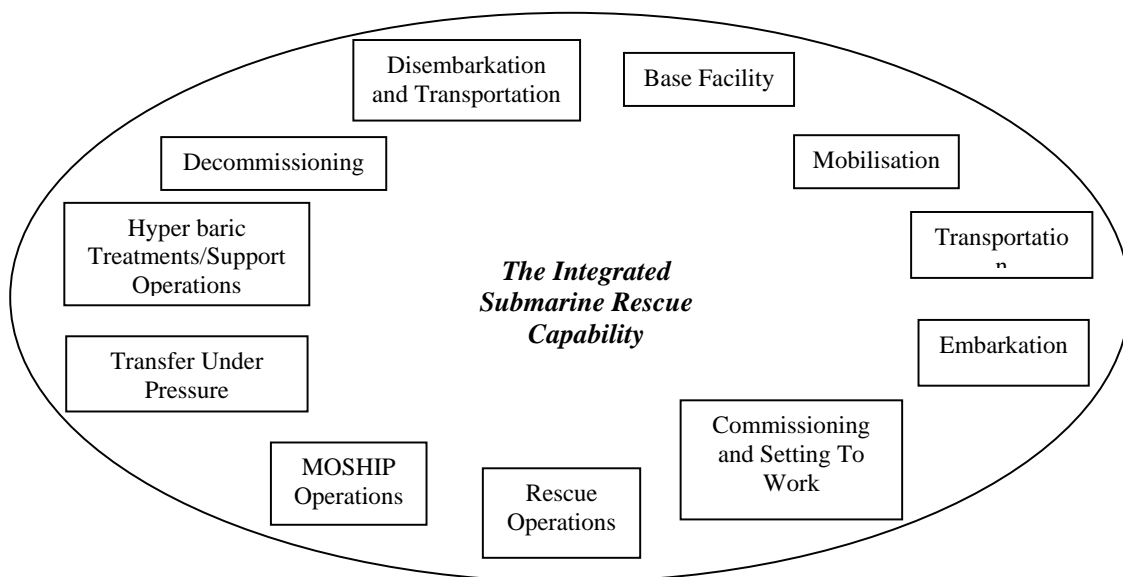 Disembarkation
and Transportation
Base Facility
Decommissioning
Mobilisation
Hyper baric
Treatments/Support
Operations
Transportatio
n
The Integrated
Submarine Rescue
Capability
Transfer Under
Pressure
Embarkation
Commissioning
and Setting To
Work
MOSHIP
Operations
Rescue
Operations